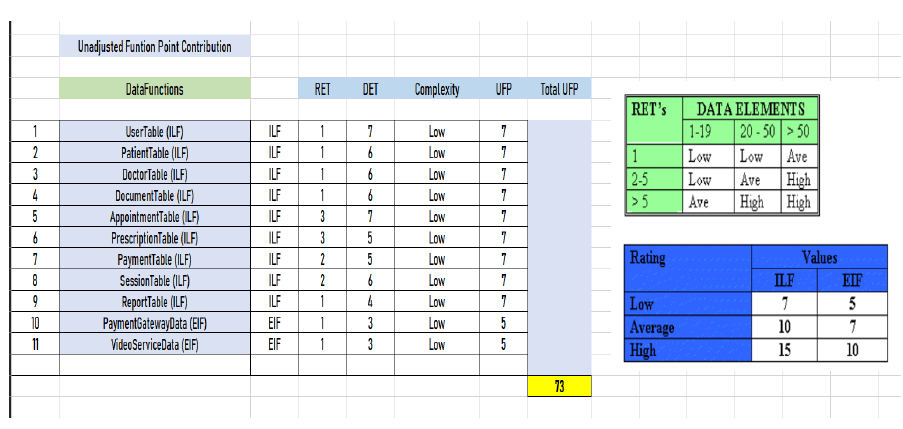 Unadjusted Funtion Point Contribution
DataFunctions RET DET Complexity UFP Total UFP
1 UserTable (ILF) ILF 1 7 Low 7
2 PatientTable (ILF) ILF 1 6 Low 7
3 DoctorTable (ILF) ILF 1 6 Low 7
4 DocumentTable (ILF) ILF 1 6 Low 7
5 AppointmentTable (ILF) ILF 3 7 Low 7
6 PrescriptionTable (ILF) ILF 3 5 Low 7
7 PaymentTable (ILF) ILF 2 5 Low 7
8 SessionTable (ILF) ILF 2 6 Low 7
9 ReportTable (ILF) ILF 1 4 Low 7
10 PaymentGatewayData (EIF) EIF 1 3 Low 5
11 VideoServiceData (EIF) EIF 1 3 Low 5
73
RET's DATA ELEMENTS
1-19 20 - 50 > 50
1 Low Low Ave
2-5 Low Ave High
> 5 Ave High High
Rating Values
ILF EIF
Low 7 5
Average 10 7
High 15 10